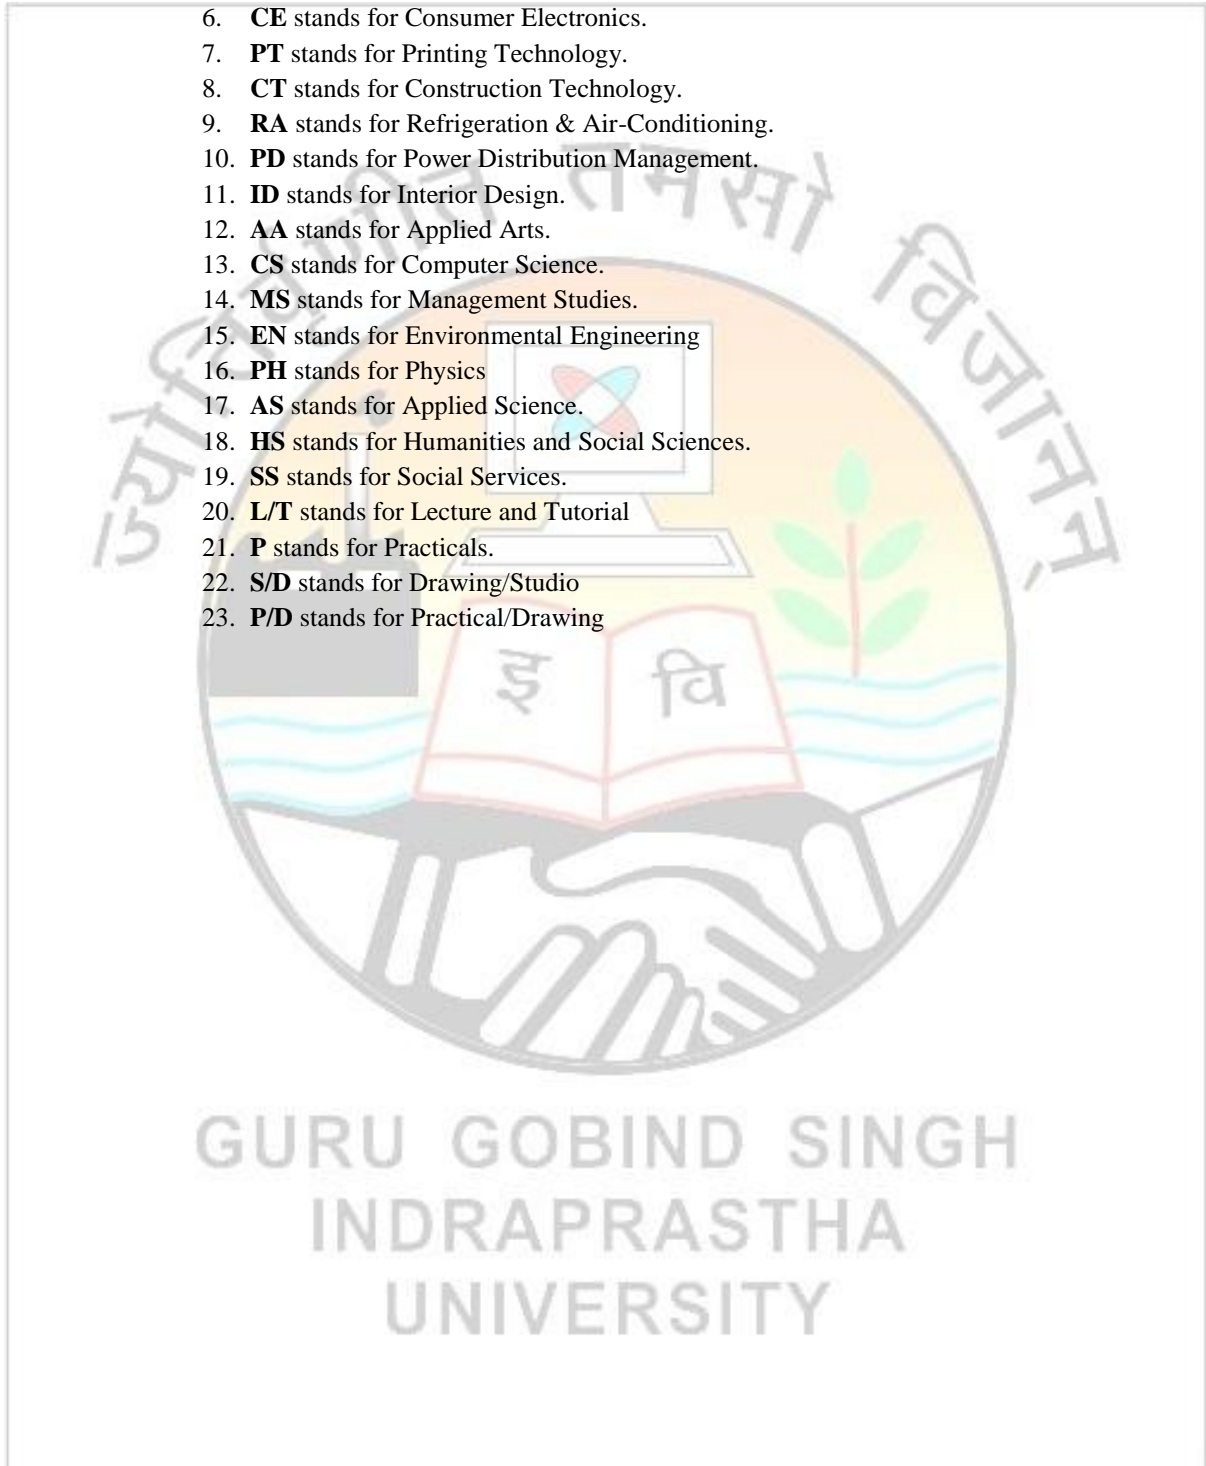 6. CE stands for Consumer Electronics.
7. PT stands for Printing Technology.
8. CT stands for Construction Technology.
9. RA stands for Refrigeration & Air-Conditioning.
10. PD stands for Power Distribution Management.
11. ID stands for Interior Design.
12. AA stands for Applied Arts.
13. CS stands for Computer Science.
14. MS stands for Management Studies.
15. EN stands for Environmental Engineering
16. PH stands for Physics
17. AS stands for Applied Science.
18. HS stands for Humanities and Social Sciences.
19. SS stands for Social Services.
20. L/T stands for Lecture and Tutorial
21. P stands for Practicals.
22. S/D stands for Drawing/Studio
23. P/D stands for Practical/Drawing
तमसो
इ वि
GURU GOBIND SINGH
INDRAPRASTHA
UNIVERSITY